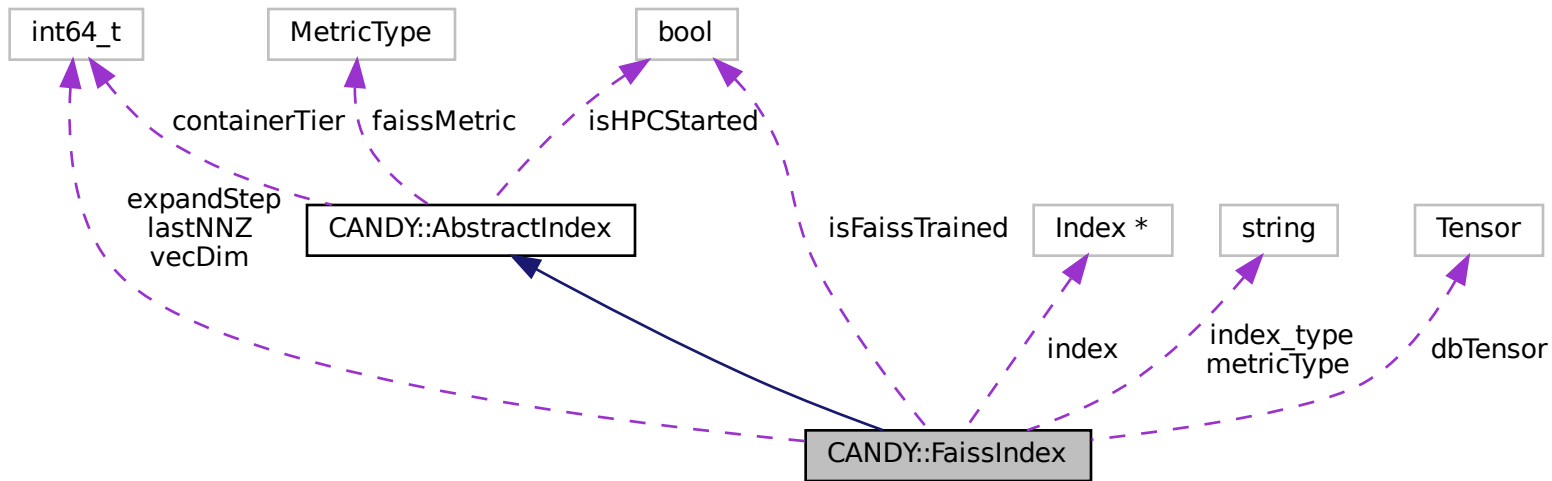 int64_t
MetricType
bool
containerTier
faissMetric
isHPCStarted
expandStep
lastNNZ
vecDim
CANDY::AbstractIndex
isFaissTrained
Index *
string
Tensor
index
index_type
metricType
dbTensor
CANDY::FaissIndex